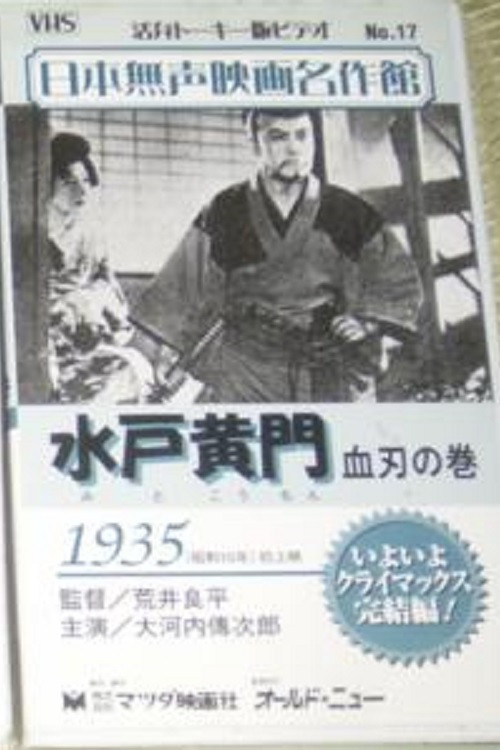 VHS 活弁トーキー版ビデオ No.17
日本無声映画名作館
水戸黄門 血刃の巻
みとこうもん
1935 (昭和10年)初上映
監督／荒井良平
主演／大河内傳次郎
いよいよ
クライマックス
完結編!
マツダ映画社 オールド・ニュー